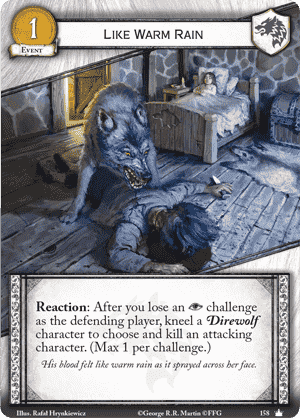 1
EVENT
LIKE WARM RAIN
Reaction: After you lose an challenge
as the defending player, kneel a Direwolf
character to choose and kill an attacking
character. (Max 1 per challenge.)
His blood felt like warm rain as it sprayed across her face.
Illus. Rafał Hrynkiewicz ©George R.R. Martin ©FFG 158